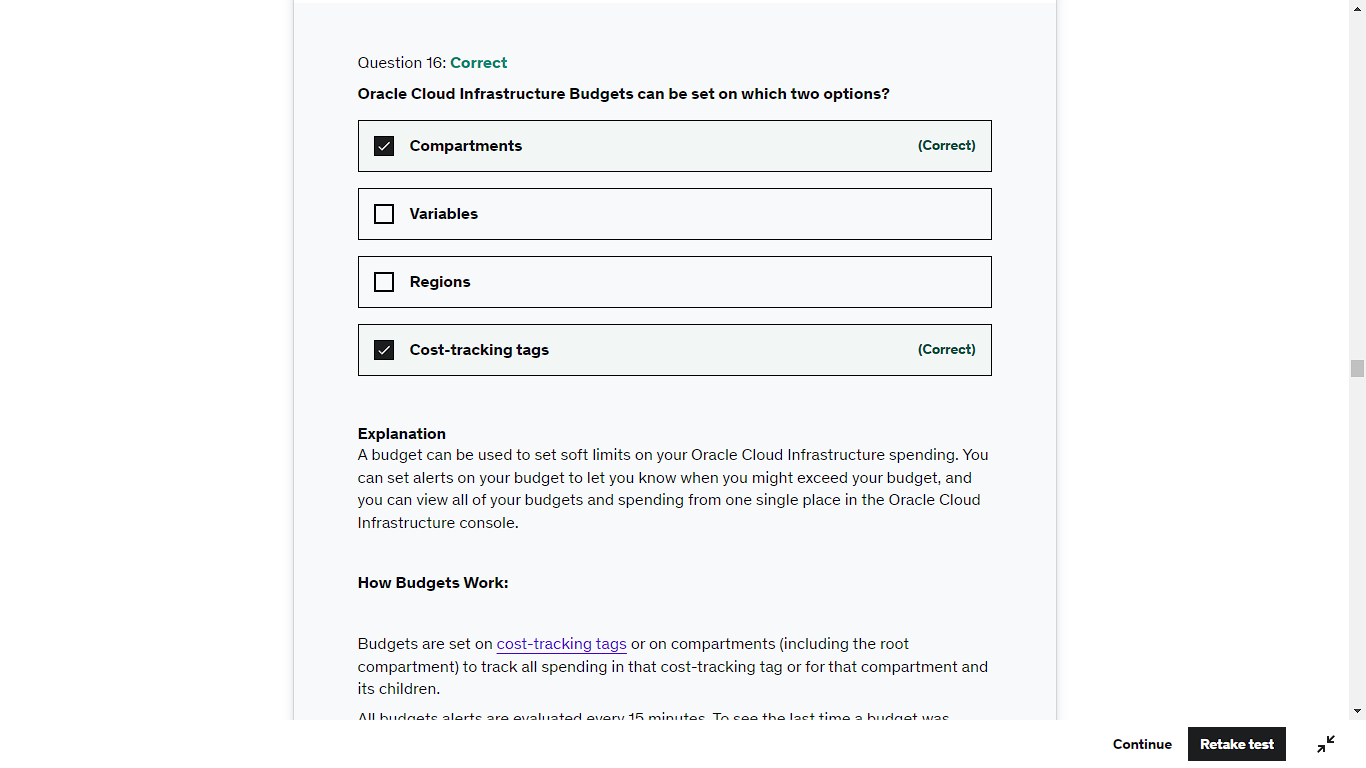 Question 16: Correct
Oracle Cloud Infrastructure Budgets can be set on which two options?
Compartments (Correct)
Variables
Regions
Cost-tracking tags (Correct)
Explanation
A budget can be used to set soft limits on your Oracle Cloud Infrastructure spending. You
can set alerts on your budget to let you know when you might exceed your budget, and
you can view all of your budgets and spending from one single place in the Oracle Cloud
Infrastructure console.
How Budgets Work:
Budgets are set on cost-tracking tags or on compartments (including the root
compartment) to track all spending in that cost-tracking tag or for that compartment and
its children.
All budgets alerts are evaluated every 15 minutes. To see the last time a budget was
Continue Retake test